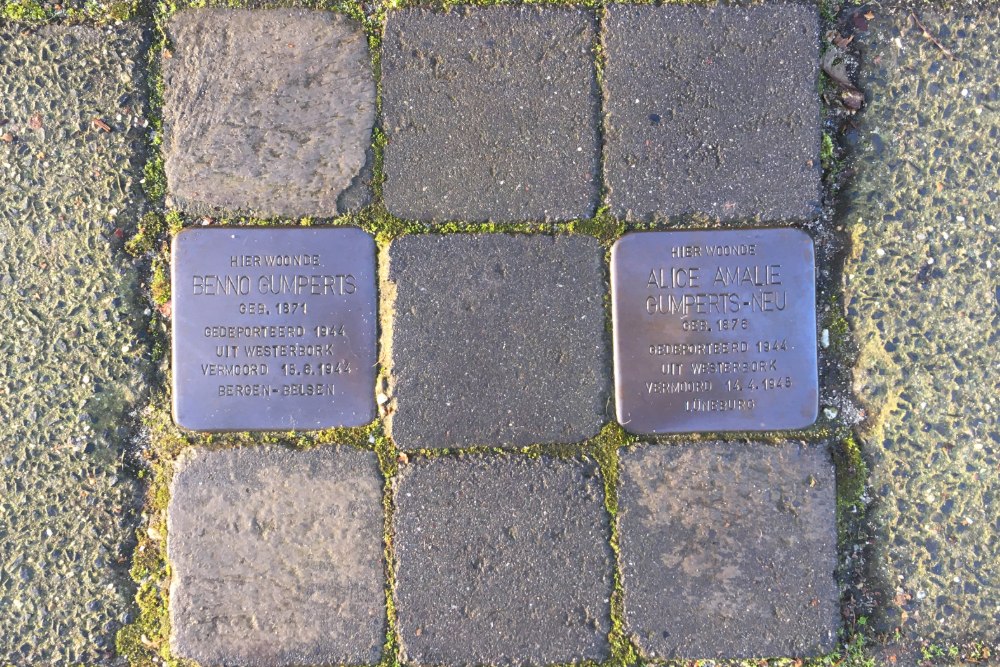 HIER WOONDE
BENNO GUMPERTS
GEB. 1871
GEDEPORTEERD 1944
UIT WESTERBORK
VERMOORD 15.6.1944
BERGEN-BELSEN
HIER WOONDE
ALICE AMALIE
GUMPERTS-NEU
GEB. 1876
GEDEPORTEERD 1944
UIT WESTERBORK
VERMOORD 14.4.1945
LÜNEBURG